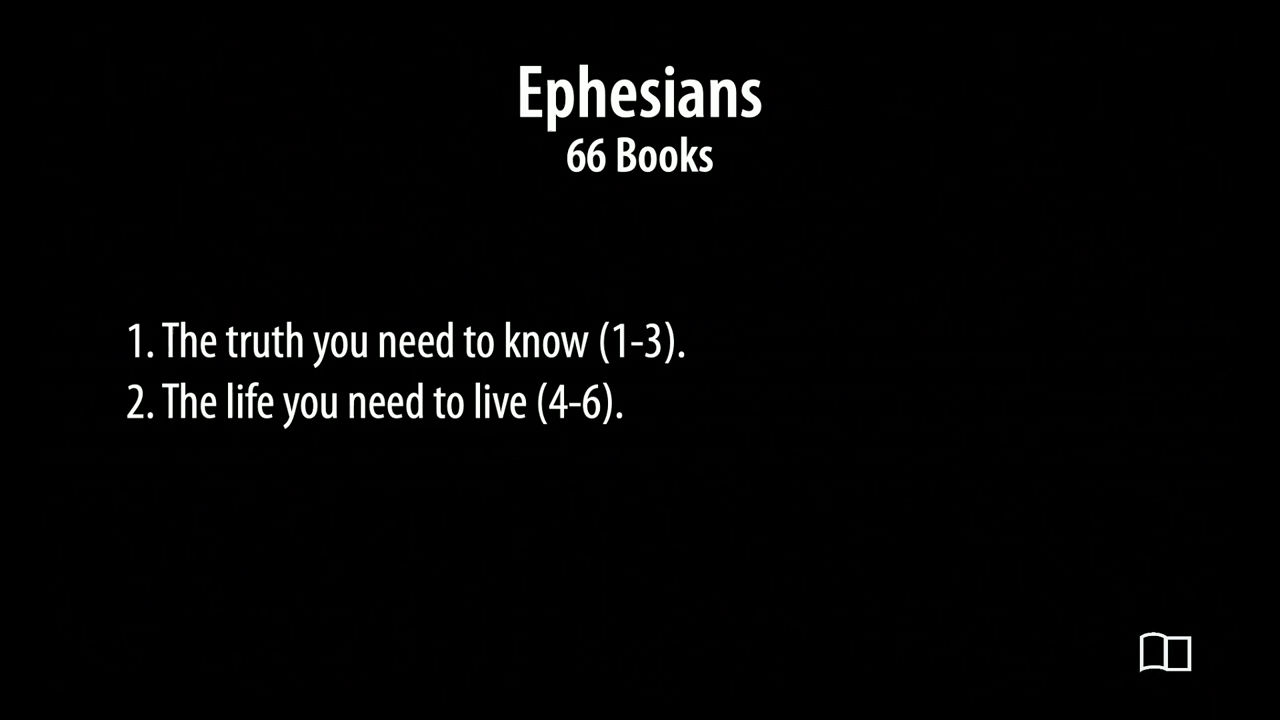 Ephesians
66 Books
1. The truth you need to know (1-3).
2. The life you need to live (4-6).